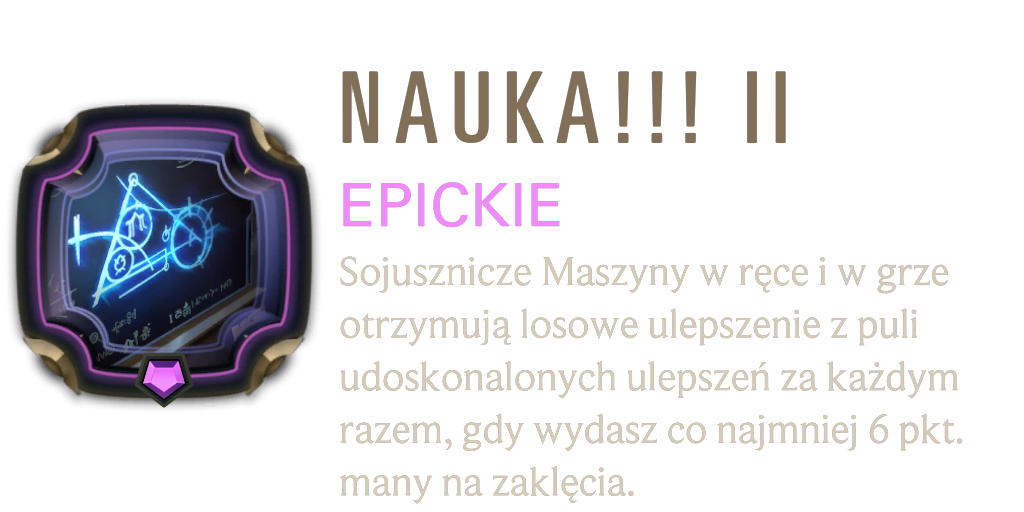 NAUKA!!! II
EPICKIE
Sojusznicze Maszyny w ręce i w grze
otrzymują losowe ulepszenie z puli
udoskonalonych ulepszeń za każdym
razem, gdy wydasz co najmniej 6 pkt.
many na zaklęcia.